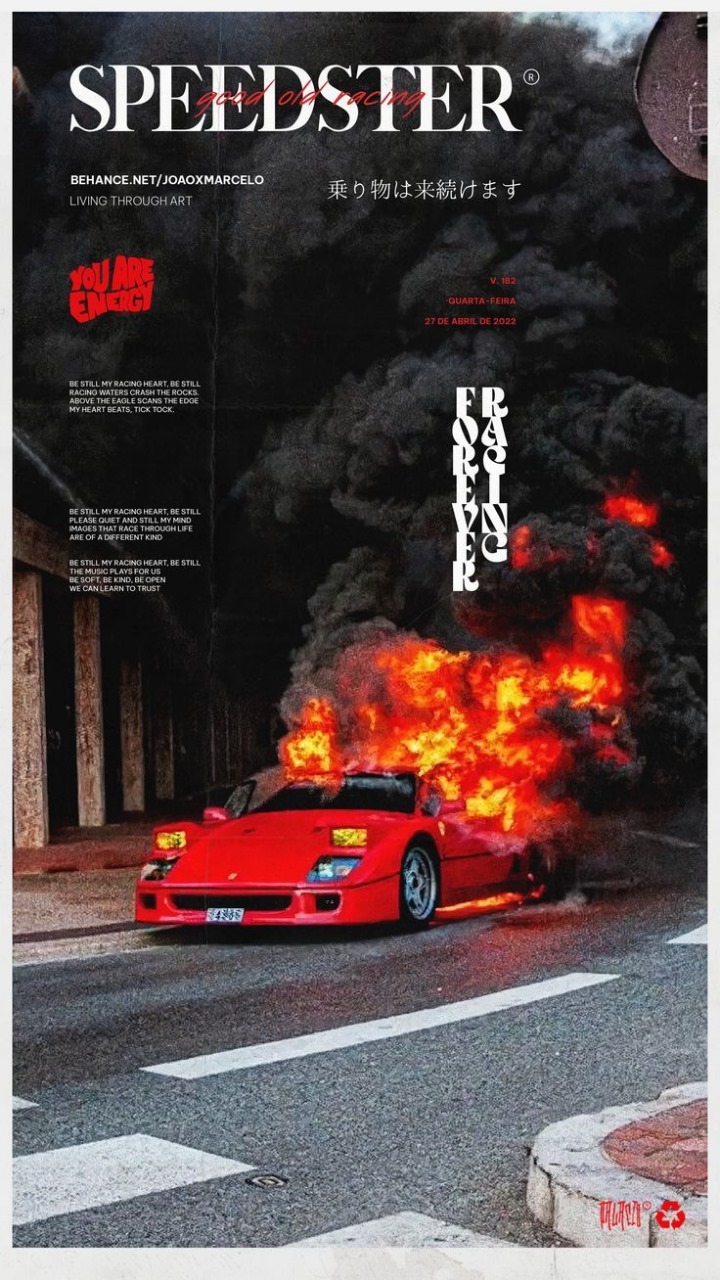 SPEEDSTER®
good old racing
BEHANCE.NET/JOAOXMARCELO
LIVING THROUGH ART
乗り物は来続けます
YOU ARE
ENERGY
V. 182
QUARTA-FEIRA
27 DE ABRIL DE 2022
BE STILL MY RACING HEART, BE STILL
RACING WATERS CRASH THE ROCKS.
ABOVE THE EAGLE SCANS THE EDGE
MY HEART BEATS, TICK TOCK.
RACING
FOREVER
BE STILL MY RACING HEART, BE STILL
PLEASE QUIET AND STILL MY MIND
IMAGES THAT RACE THROUGH LIFE
ARE OF A DIFFERENT KIND
BE STILL MY RACING HEART, BE STILL
THE MUSIC PLAYS FOR US
BE SOFT, BE KIND, BE OPEN
WE CAN LEARN TO TRUST